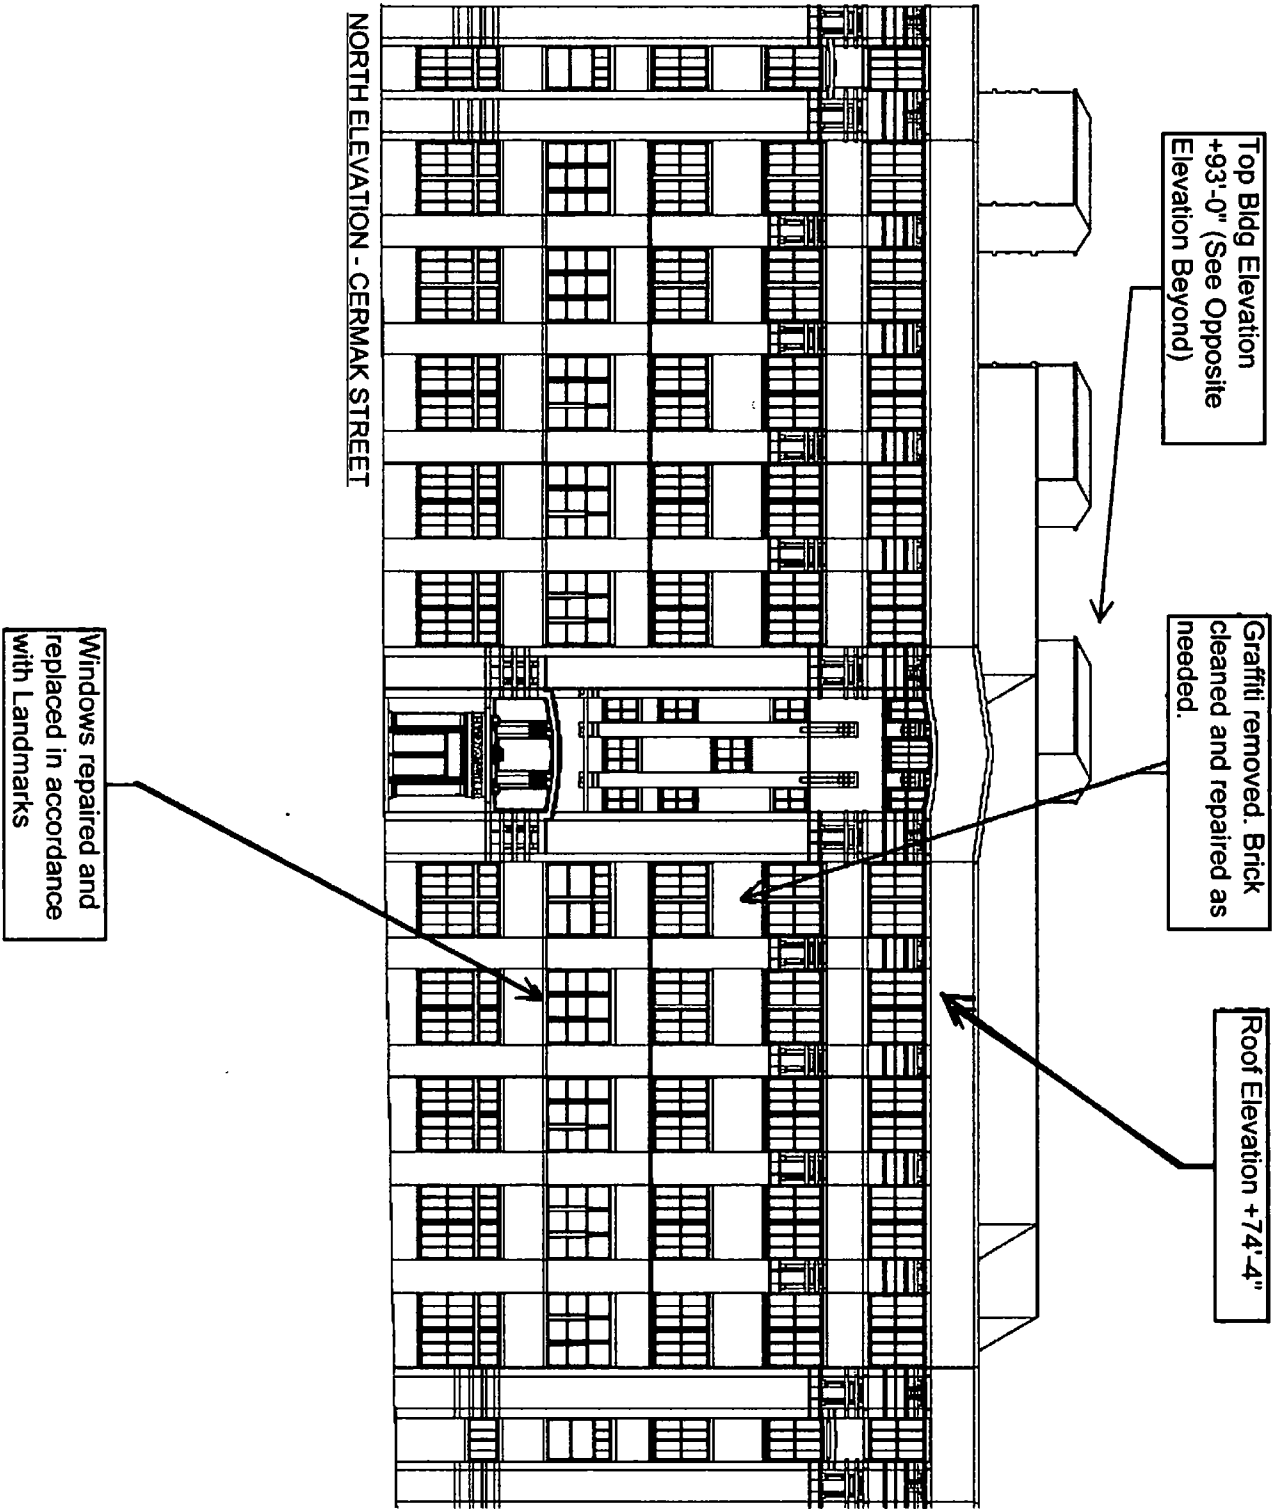 Top Bldg Elevation
+93'-0" (See Opposite
Elevation Beyond)
Graffiti removed. Brick
cleaned and repaired as
needed.
Roof Elevation +74'-4"
NORTH ELEVATION - CERMAK STREET
Windows repaired and
replaced in accordance
with Landmarks